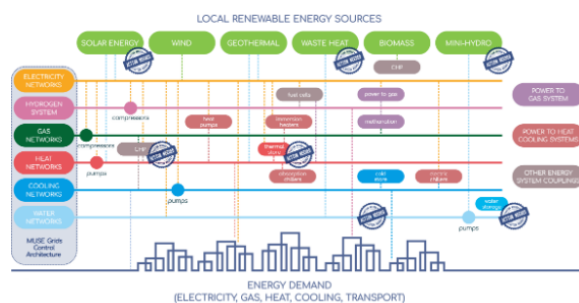 LOCAL RENEWABLE ENERGY SOURCES
SOLAR ENERGY
WIND
GEOTHERMAL
WASTE HEAT
BIOMASS
MINI-HYDRO
ELECTRICITY
NETWORKS
CHP
HYDROGEN
SYSTEM
compressors
fuel cells
power to gas
POWER TO
GAS SYSTEM
GAS
NETWORKS
compressors
heat
pumps
immersion
heaters
methanation
POWER TO HEAT
COOLING SYSTEMS
HEAT
NETWORKS
pumps
CHP
thermal
store
COOLING
NETWORKS
pumps
absorption
chillers
cold
store
chillers
OTHER ENERGY
SYSTEM COUPLINGS
WATER
NETWORKS
pumps
water
storage
MUSE Grids
Control
Architecture
ENERGY DEMAND
(ELECTRICITY, GAS, HEAT, COOLING, TRANSPORT)